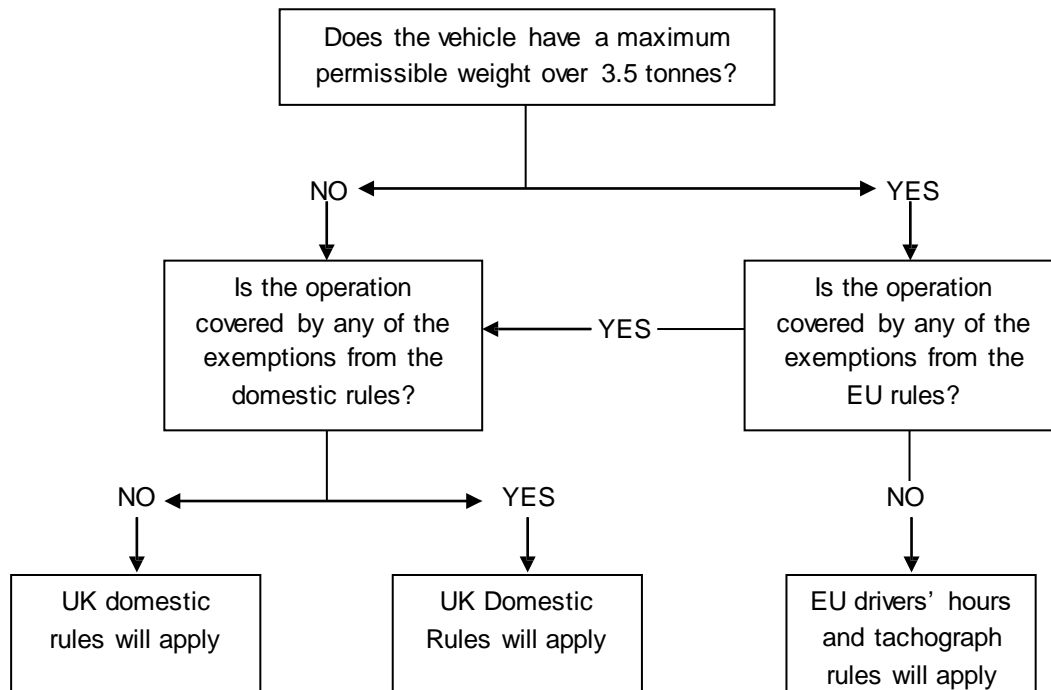 Does the vehicle have a maximum
permissible weight over 3.5 tonnes?
NO
YES
Is the operation
covered by any of the
exemptions from the
domestic rules?
YES
Is the operation
covered by any of the
exemptions from the
EU rules?
NO
YES
NO
UK domestic
rules will apply
UK Domestic
Rules will apply
EU drivers’ hours
and tachograph
rules will apply